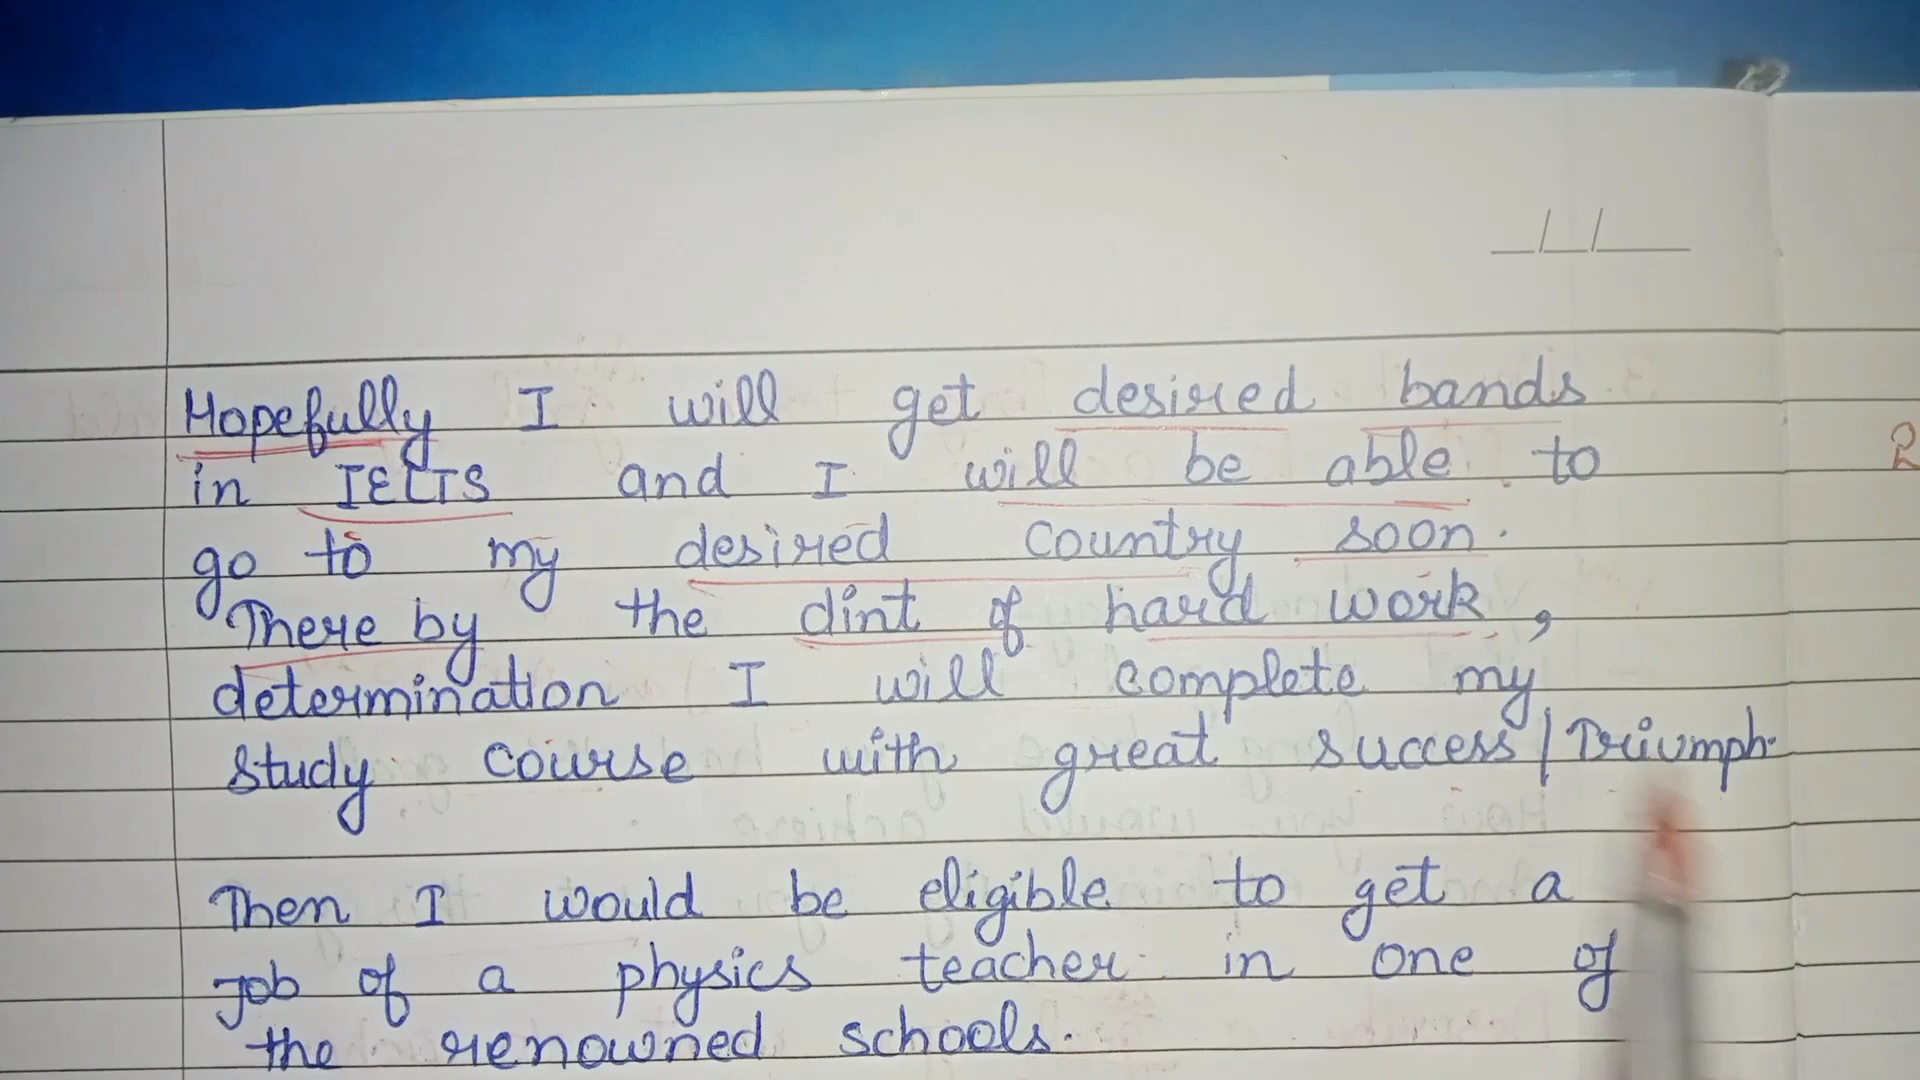 Hopefully I will get desired bands
in IELTS and I will be able to
go to my desired country soon.
There by the dint of hard work,
determination I will complete my
study course with great success/Triumph.
Then I would be eligible to get a
job of a physics teacher in one of
the renowned schools.
2